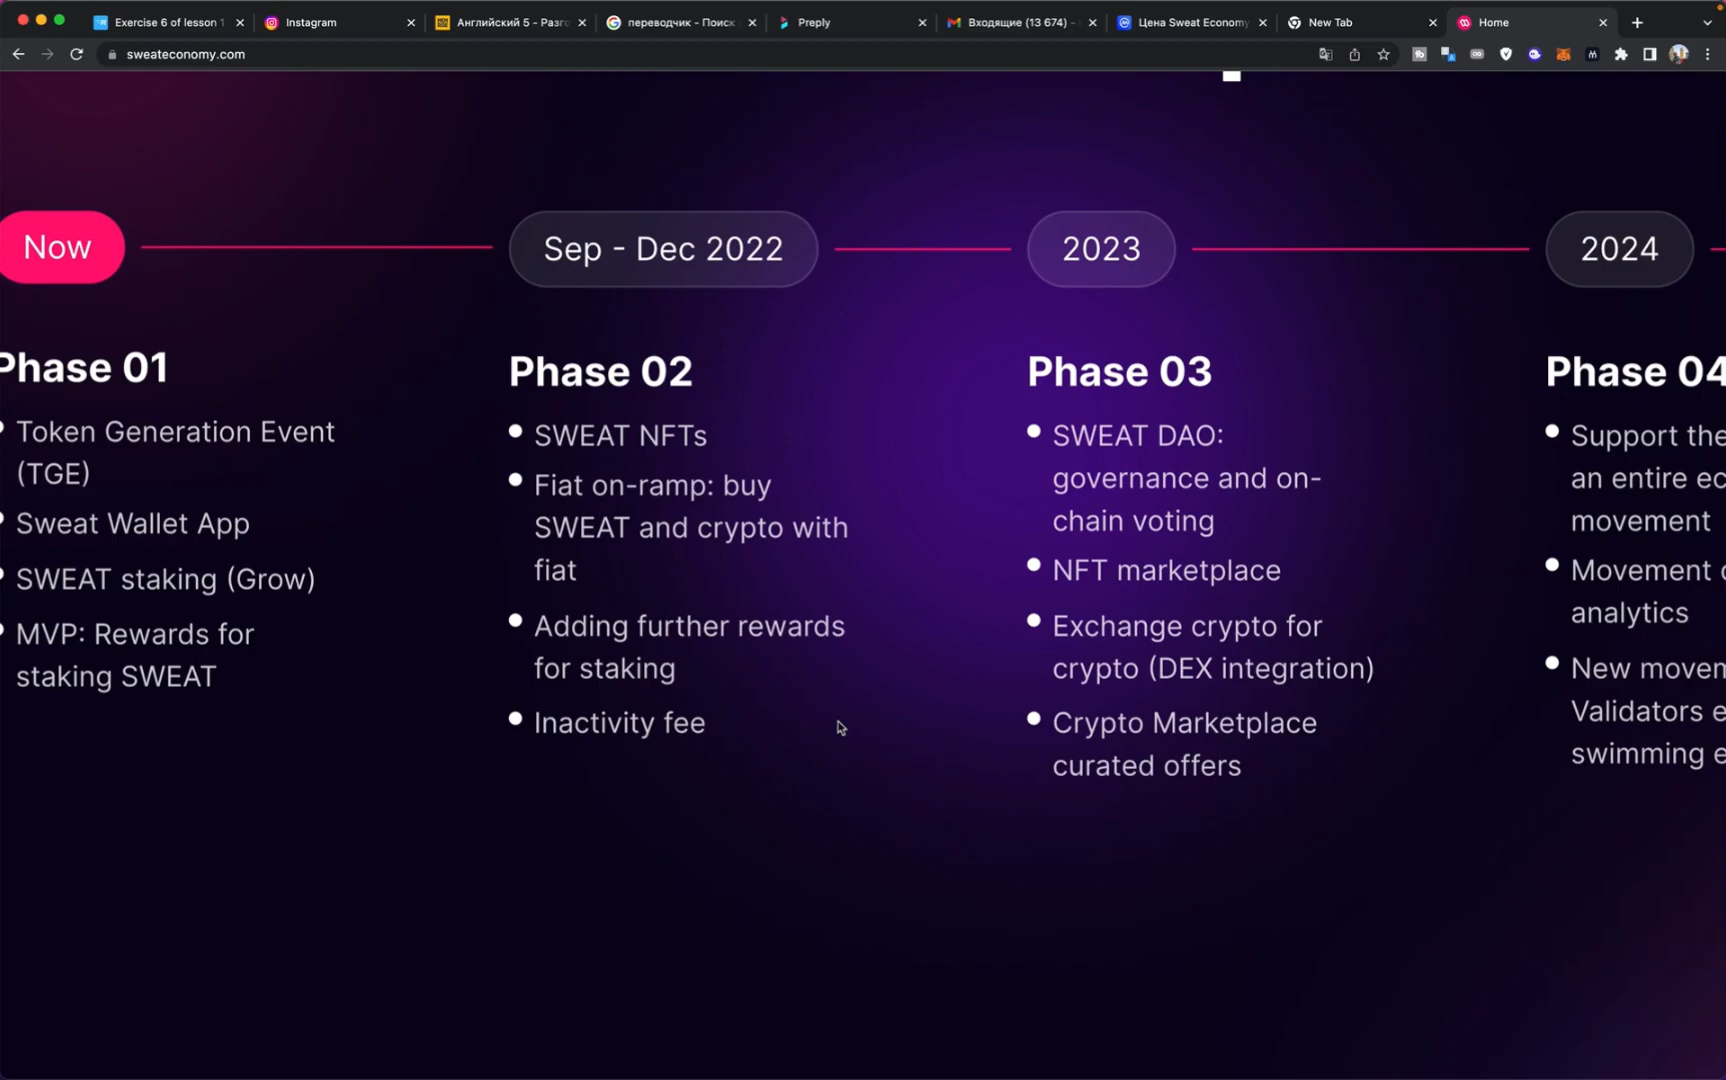 Exercise 6 of lesson 1
Instagram
Английский 5 - Разго
переводчик - Поиск
Preply
Входящие (13 674) -
Цена Sweat Economy
New Tab
Home
sweateconomy.com
Now
Sep - Dec 2022
2023
2024
Phase 01
Token Generation Event
(TGE)
Sweat Wallet App
SWEAT staking (Grow)
MVP: Rewards for
staking SWEAT
Phase 02
SWEAT NFTs
Fiat on-ramp: buy
SWEAT and crypto with
fiat
Adding further rewards
for staking
Inactivity fee
Phase 03
SWEAT DAO:
governance and on-
chain voting
NFT marketplace
Exchange crypto for
crypto (DEX integration)
Crypto Marketplace
curated offers
Phase 04
Support the
an entire ec
movement
Movement
analytics
New movem
Validators e
swimming e